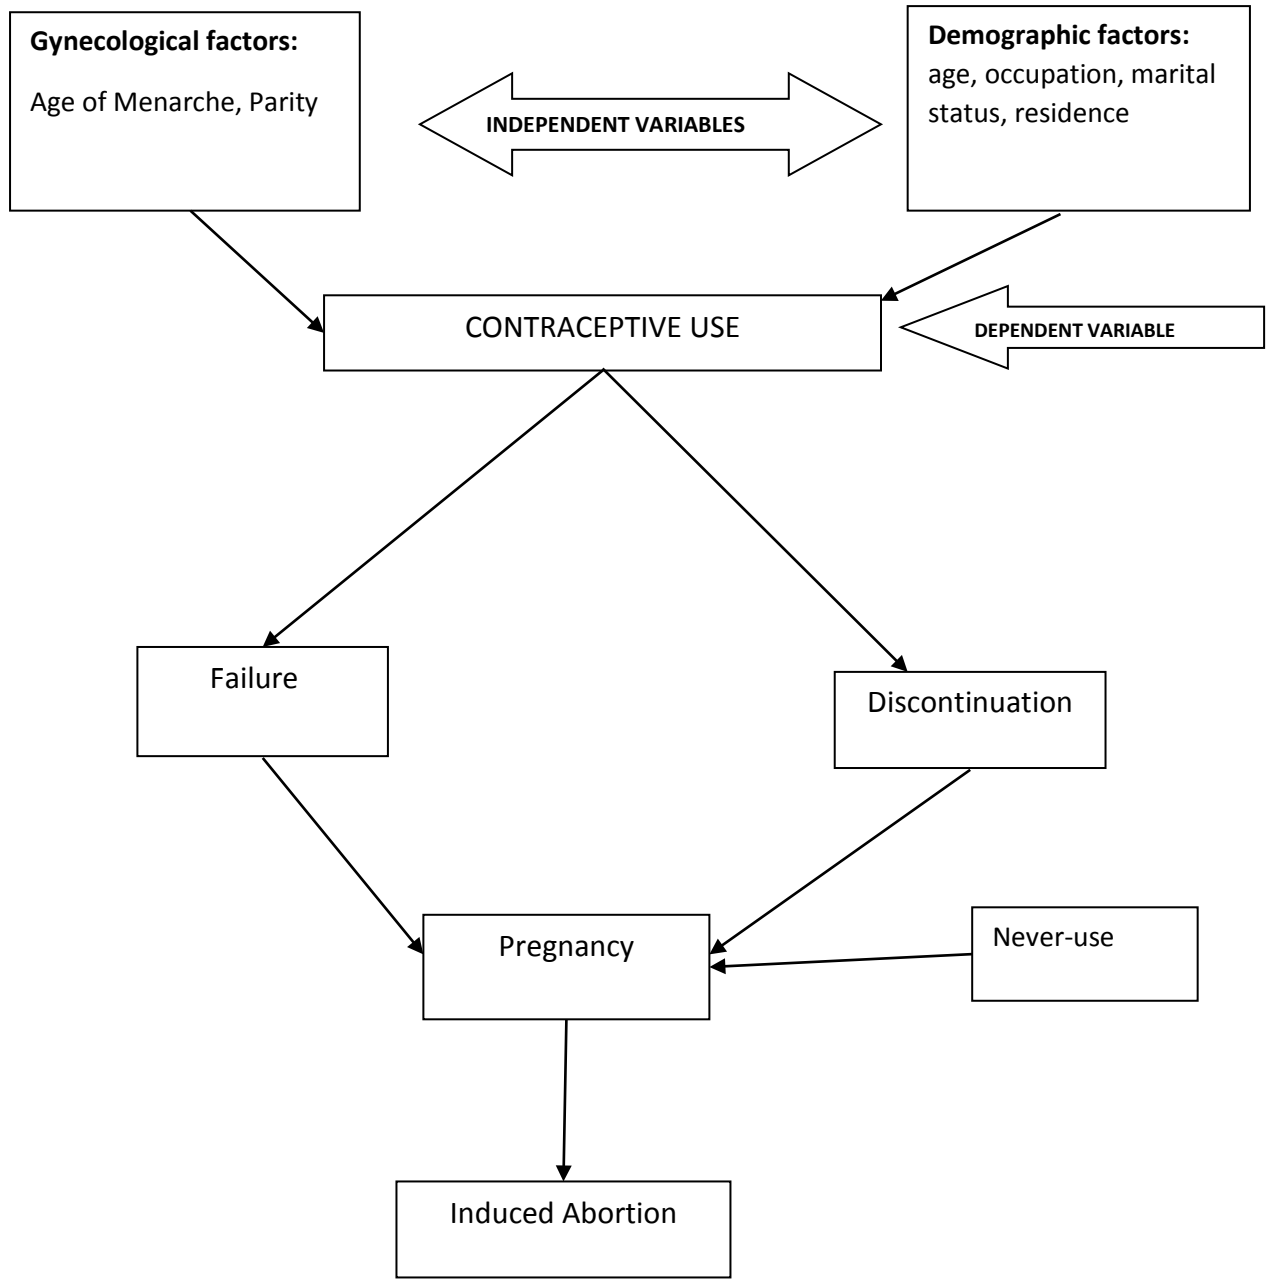 Gynecological factors:
Age of Menarche, Parity
INDEPENDENT VARIABLES
Demographic factors:
age, occupation, marital
status, residence
CONTRACEPTIVE USE
DEPENDENT VARIABLE
Failure
Discontinuation
Pregnancy
Never-use
Induced Abortion